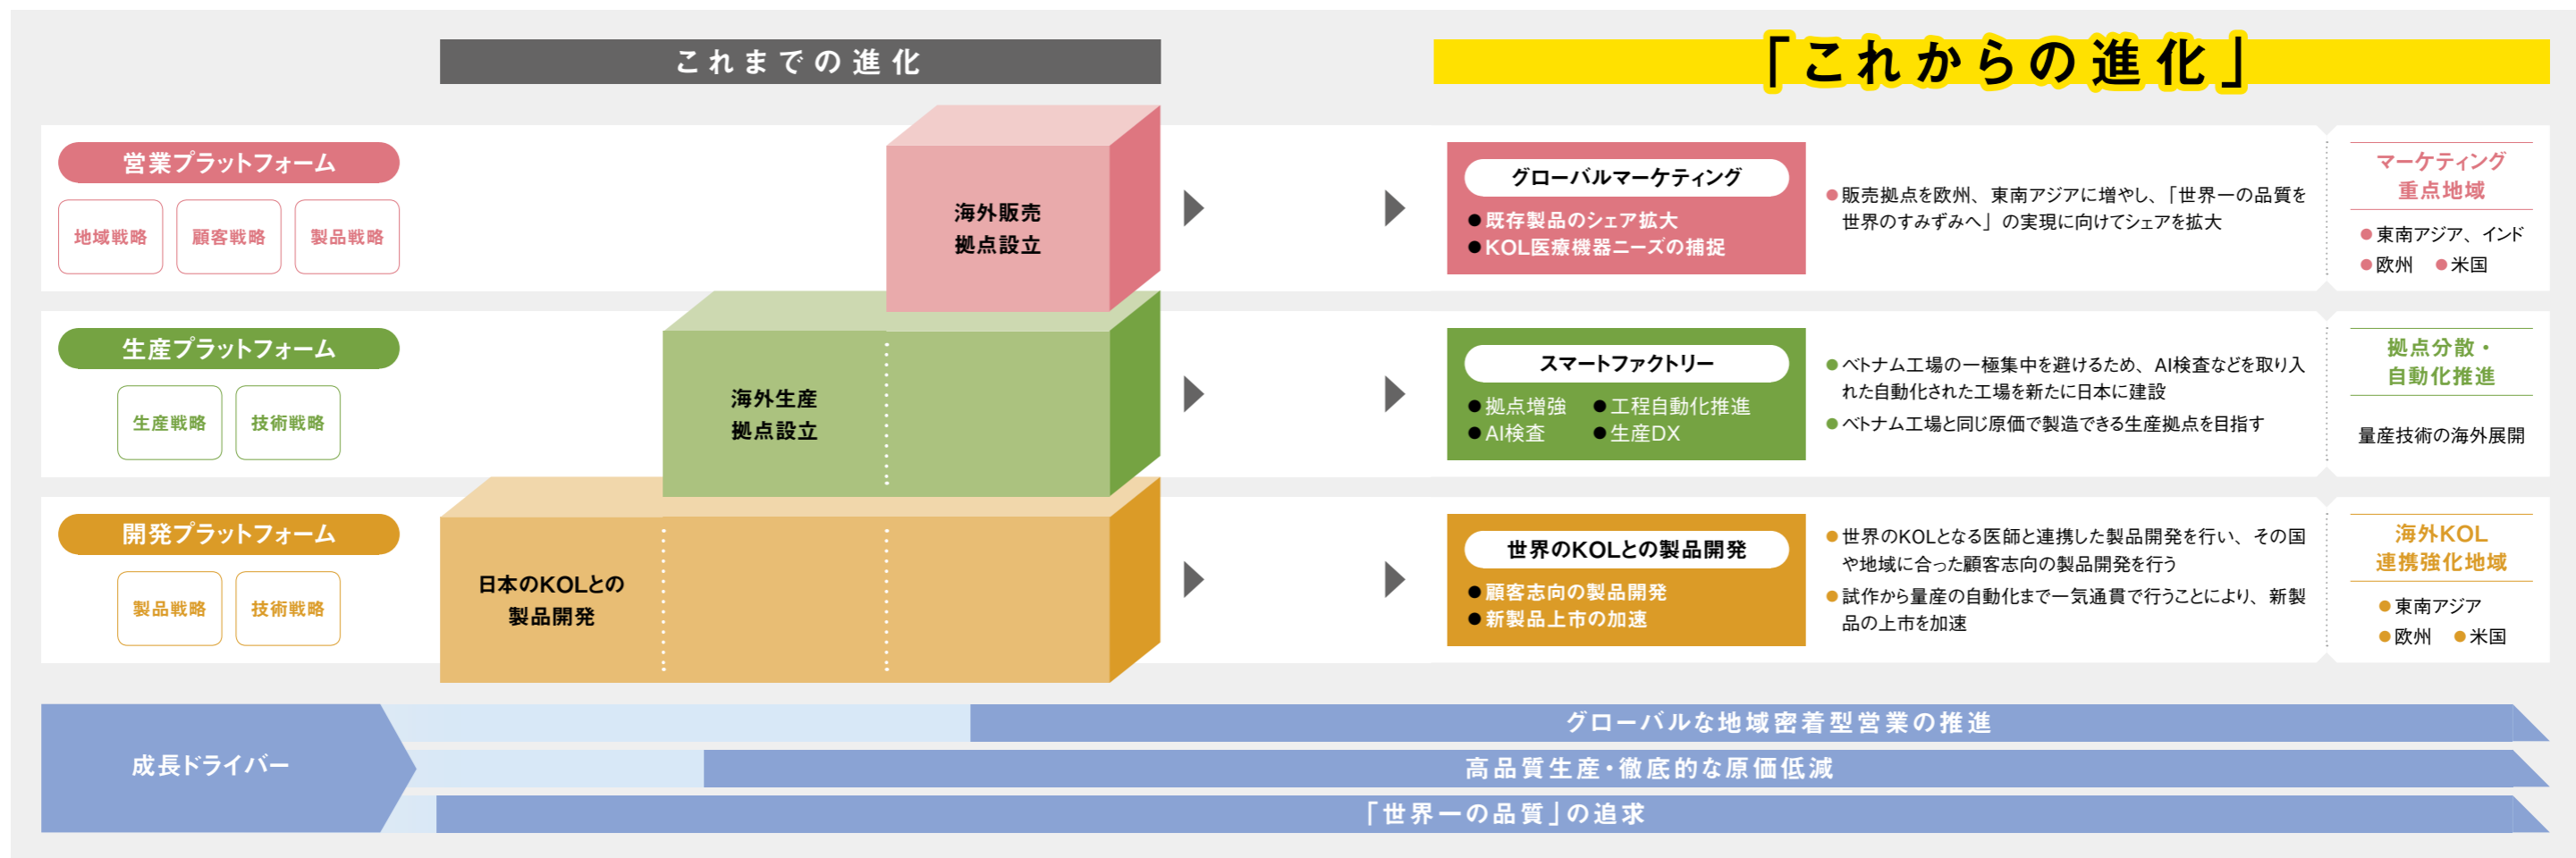 これまでの進化
「これからの進化」
営業プラットフォーム
地域戦略
顧客戦略
製品戦略
海外販売
拠点設立
グローバルマーケティング
●既存製品のシェア拡大
●KOL医療機器ニーズの捕捉
●販売拠点を欧州、東南アジアに増やし、「世界一の品質を
世界のすみずみへ」の実現に向けてシェアを拡大
マーケティング
重点地域
●東南アジア、インド
●欧州 ●米国
生産プラットフォーム
生産戦略
技術戦略
海外生産
拠点設立
スマートファクトリー
●拠点増強 ●工程自動化推進
●AI検査 ●生産DX
●ベトナム工場の一極集中を避けるため、AI検査などを取り入
れた自動化された工場を新たに日本に建設
●ベトナム工場と同じ原価で製造できる生産拠点を目指す
拠点分散・
自動化推進
量産技術の海外展開
開発プラットフォーム
製品戦略
技術戦略
日本のKOLとの
製品開発
世界のKOLとの製品開発
●顧客志向の製品開発
●新製品上市の加速
●世界のKOLとなる医師と連携した製品開発を行い、その国
や地域に合った顧客志向の製品開発を行う
●試作から量産の自動化まで一気通貫で行うことにより、新製
品の上市を加速
海外KOL
連携強化地域
●東南アジア
●欧州 ●米国
成長ドライバー
グローバルな地域密着型営業の推進
高品質生産・徹底的な原価低減
「世界一の品質」の追求